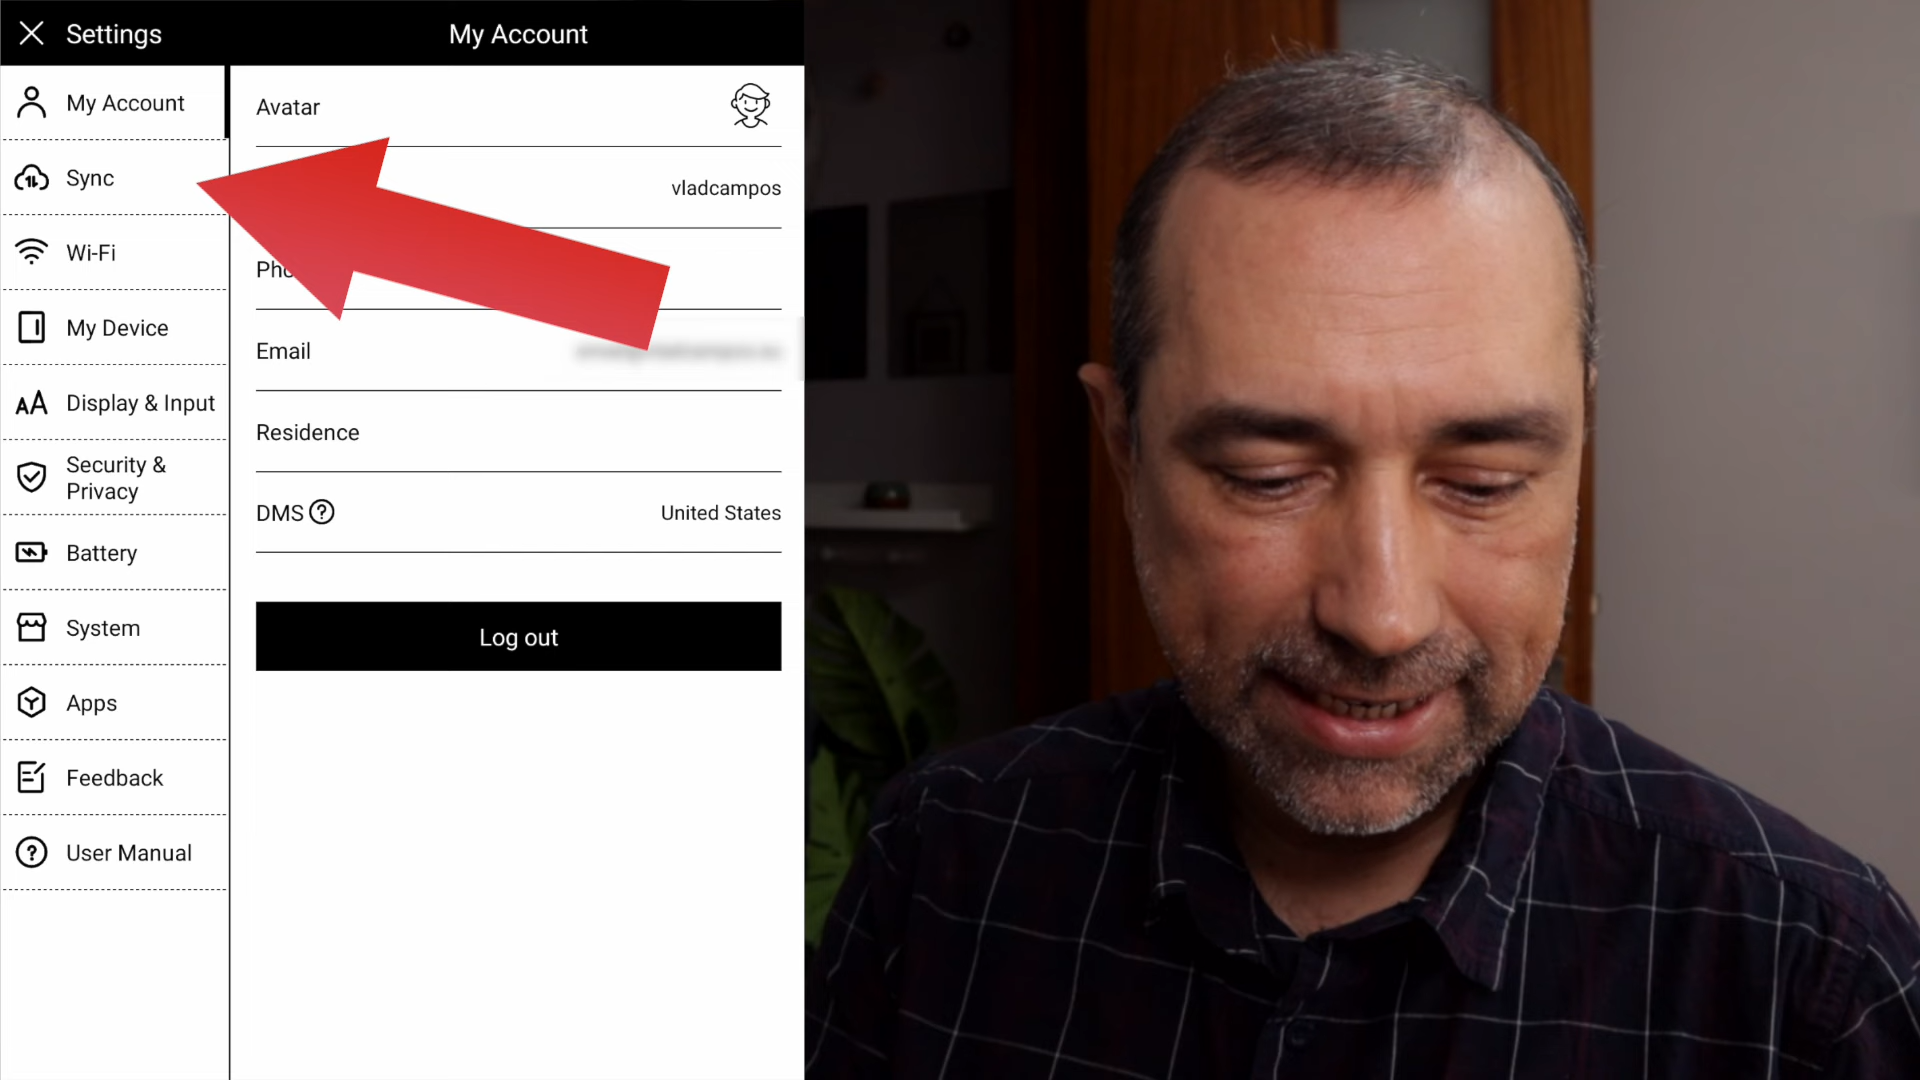 Settings
My Account
My Account
Sync
Wi-Fi
My Device
Display & Input
Security &
Privacy
Battery
System
Apps
Feedback
User Manual
Avatar
vladcampos
Email
Residence
DMS ?
United States
Log out